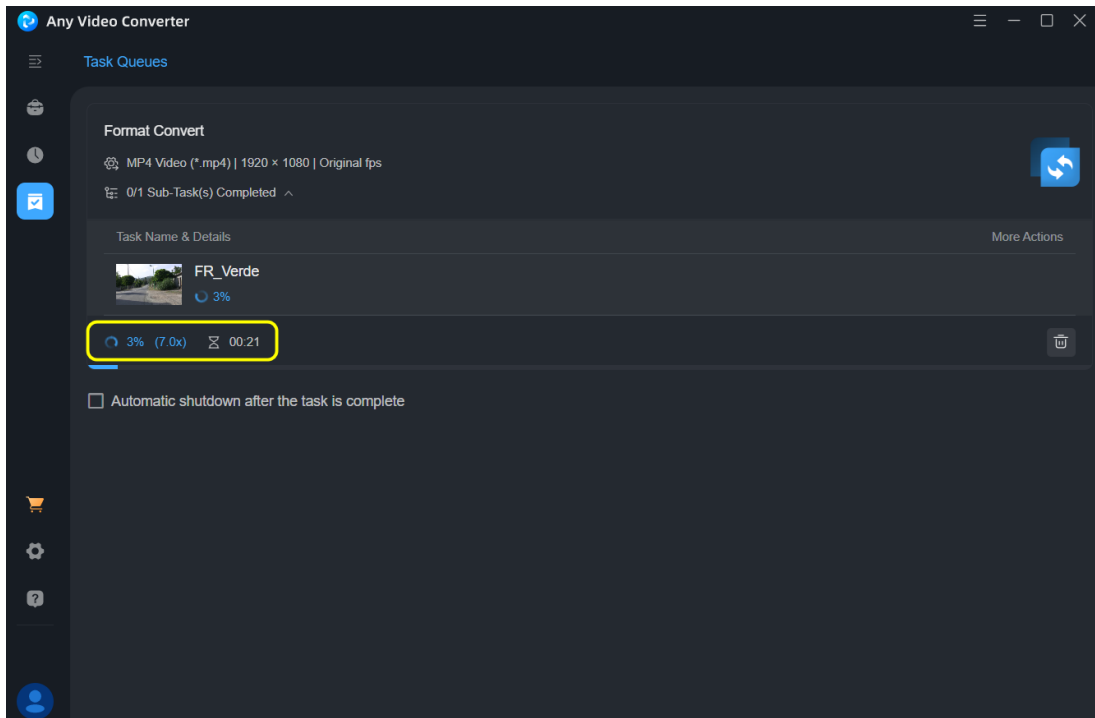 Any Video Converter
Task Queues
Format Convert
MP4 Video (*.mp4) | 1920 × 1080 | Original fps
0/1 Sub-Task(s) Completed
Task Name & Details More Actions
FR_Verde
3%
3% (7.0x) 00:21
Automatic shutdown after the task is complete